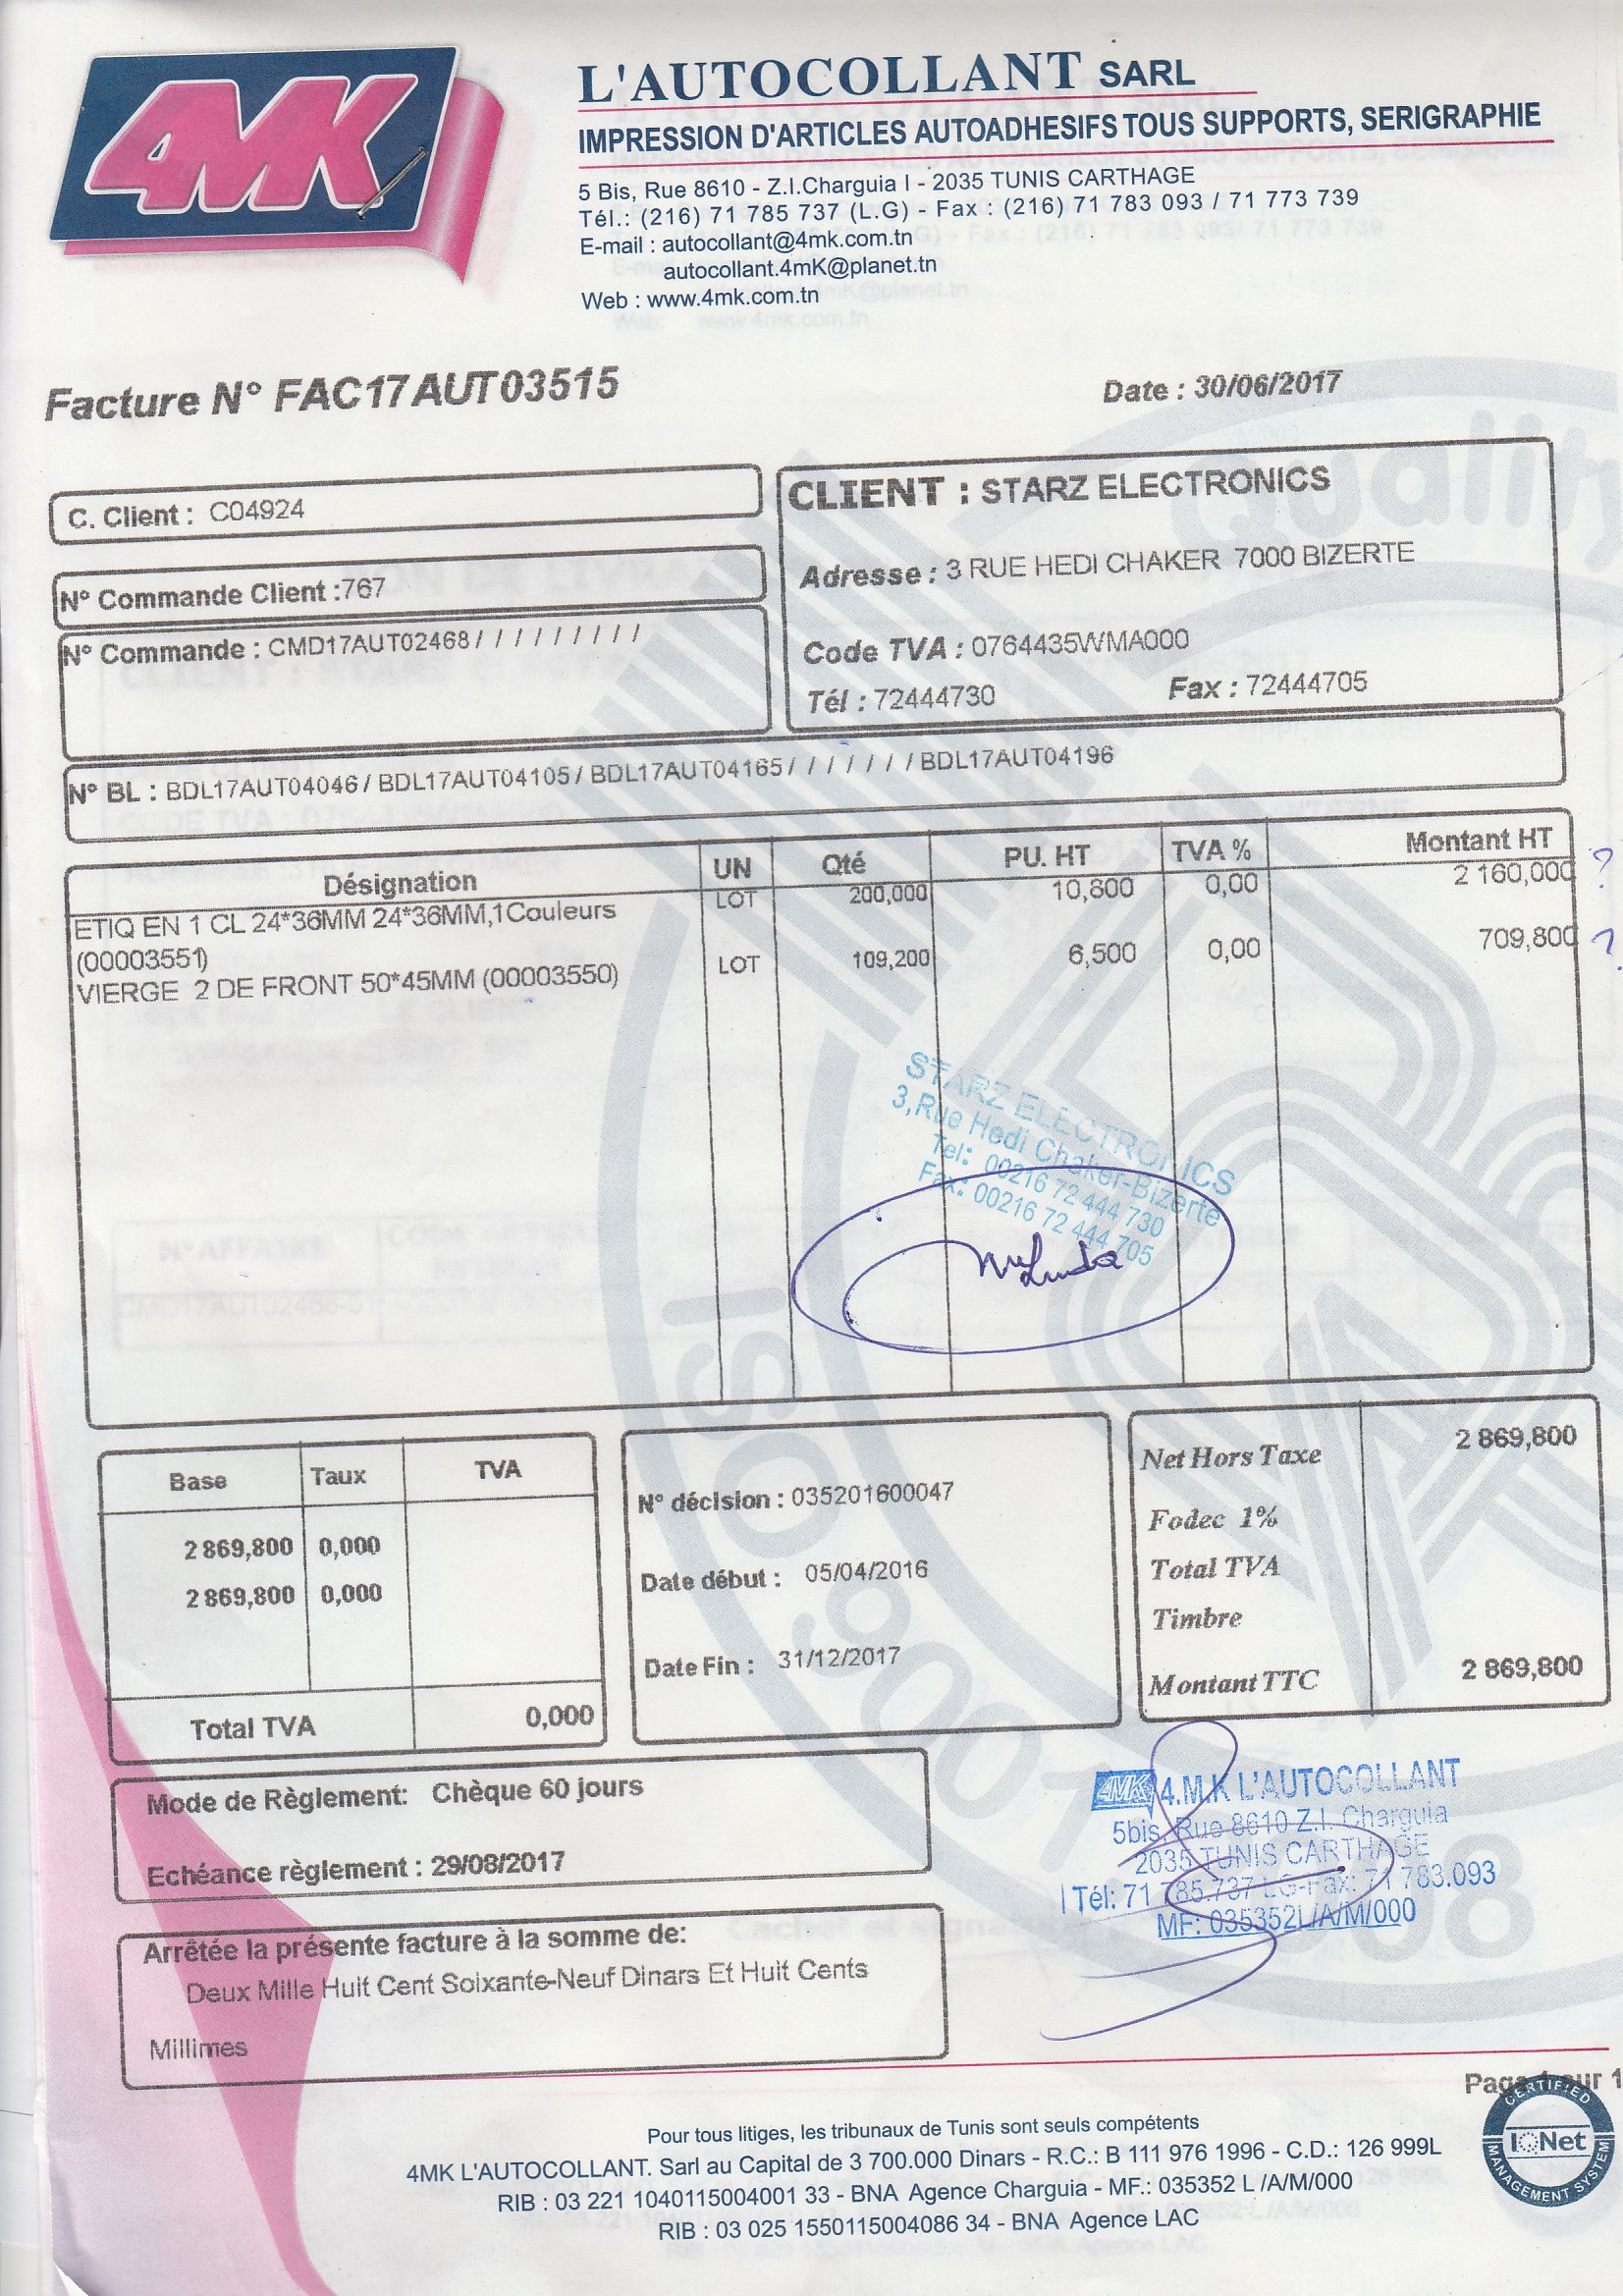 4MK
L'AUTOCOLLANT SARL
IMPRESSION D'ARTICLES AUTOADHESIFS TOUS SUPPORTS, SERIGRAPHIE
5 Bis, Rue 8610 - Z.I.Charguia I - 2035 TUNIS CARTHAGE
Tél.: (216) 71 785 737 (L.G) - Fax : (216) 71 783 093 / 71 773 739
E-mail : autocollant@4mk.com.tn
autocollant.4mK@planet.tn
Web : www.4mk.com.tn
Facture N° FAC17AUT03515
Date : 30/06/2017
C. Client : C04924
N° Commande Client :767
N° Commande : CMD17AUT02468/ / / / / / / / / /
CLIENT : STARZ ELECTRONICS
Adresse : 3 RUE HEDI CHAKER 7000 BIZERTE
Code TVA : 0764435WMA000
Tél : 72444730 Fax : 72444705
N° BL : BDL17AUT04046/ BDL17AUT04105/ BDL17AUT04165/ / / / / / / BDL17AUT04196
Désignation UN Qté PU. HT TVA % Montant HT
ETIQ EN 1 CL 24*36MM 24*36MM,1Couleurs LOT 200,000 10,800 0,00 2 160,000 ?
(00003551)
VIERGE 2 DE FRONT 50*45MM (00003550) LOT 109,200 6,500 0,00 709,800 ?
STARZ ELECTRONICS
3,Rue Hedi Chaker-Bizerte
Tel: 00216 72 444 730
Fax: 00216 72 444 705
Base Taux TVA
2 869,800 0,000
2 869,800 0,000
Total TVA 0,000
N° décision : 035201600047
Date début : 05/04/2016
Date Fin : 31/12/2017
Net Hors Taxe 2 869,800
Fodec 1%
Total TVA
Timbre
Montant TTC 2 869,800
Mode de Règlement: Chèque 60 jours
Echéance règlement : 29/08/2017
4MK 4.M.K L'AUTOCOLLANT
5bis, Rue 8610 Z.I. Charguia
2035 TUNIS CARTHAGE
Tél: 71 785.737 LG-Fax: 71 783.093
MF: 035352L/A/M/000
Arrêtée la présente facture à la somme de:
Deux Mille Huit Cent Soixante-Neuf Dinars Et Huit Cents
Millimes
Page 1 sur 1
Pour tous litiges, les tribunaux de Tunis sont seuls compétents
4MK L'AUTOCOLLANT. Sarl au Capital de 3 700.000 Dinars - R.C.: B 111 976 1996 - C.D.: 126 999L
RIB : 03 221 1040115004001 33 - BNA Agence Charguia - MF.: 035352 L /A/M/000
RIB : 03 025 1550115004086 34 - BNA Agence LAC
CERTIFIED
IQNet
MANAGEMENT SYSTEM
Quality